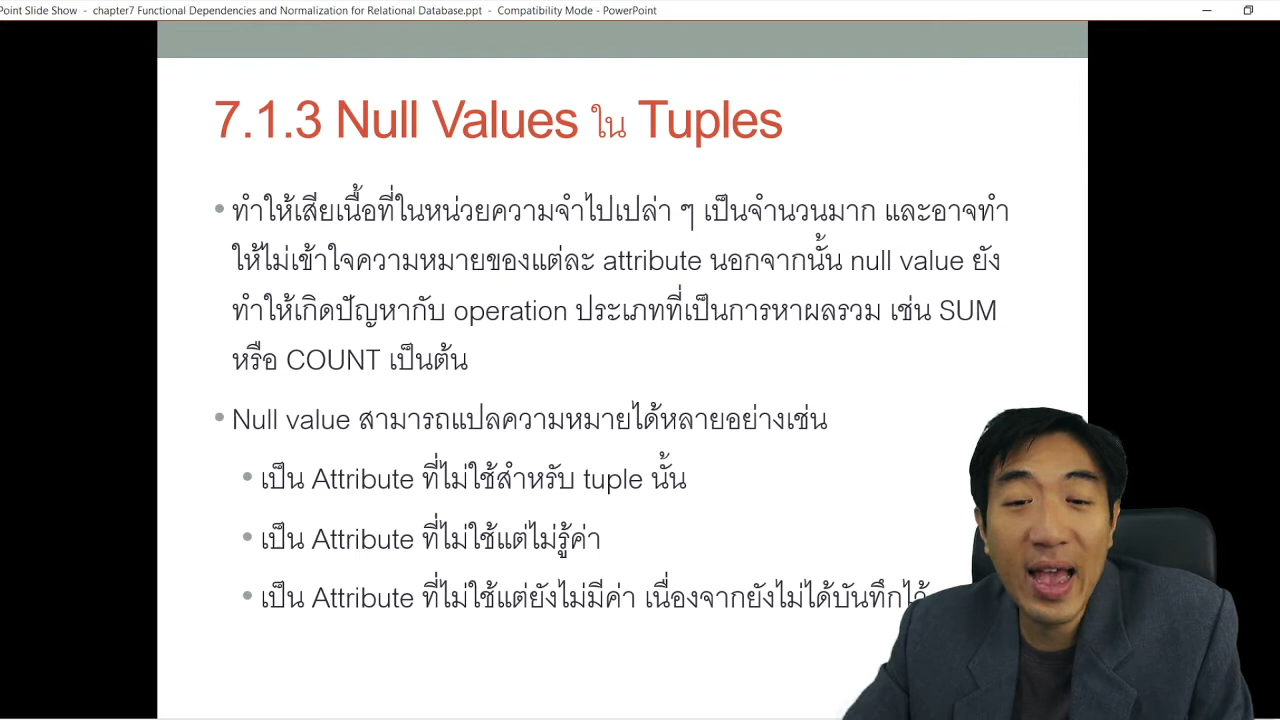 Point Slide Show - chapter7 Functional Dependencies and Normalization for Relational Database.ppt - Compatibility Mode - PowerPoint
7.1.3 Null Values ใน Tuples
• ทำให้เสียเนื้อที่ในหน่วยความจำไปเปล่า ๆ เป็นจำนวนมาก และอาจทำ
ให้ไม่เข้าใจความหมายของแต่ละ attribute นอกจากนั้น null value ยัง
ทำให้เกิดปัญหากับ operation ประเภทที่เป็นการหาผลรวม เช่น SUM
หรือ COUNT เป็นต้น
• Null value สามารถแปลความหมายได้หลายอย่างเช่น
• เป็น Attribute ที่ไม่ใช้สำหรับ tuple นั้น
• เป็น Attribute ที่ไม่ใช้แต่ไม่รู้ค่า
• เป็น Attribute ที่ไม่ใช้แต่ยังไม่มีค่า เนื่องจากยังไม่ได้บันทึกไว้